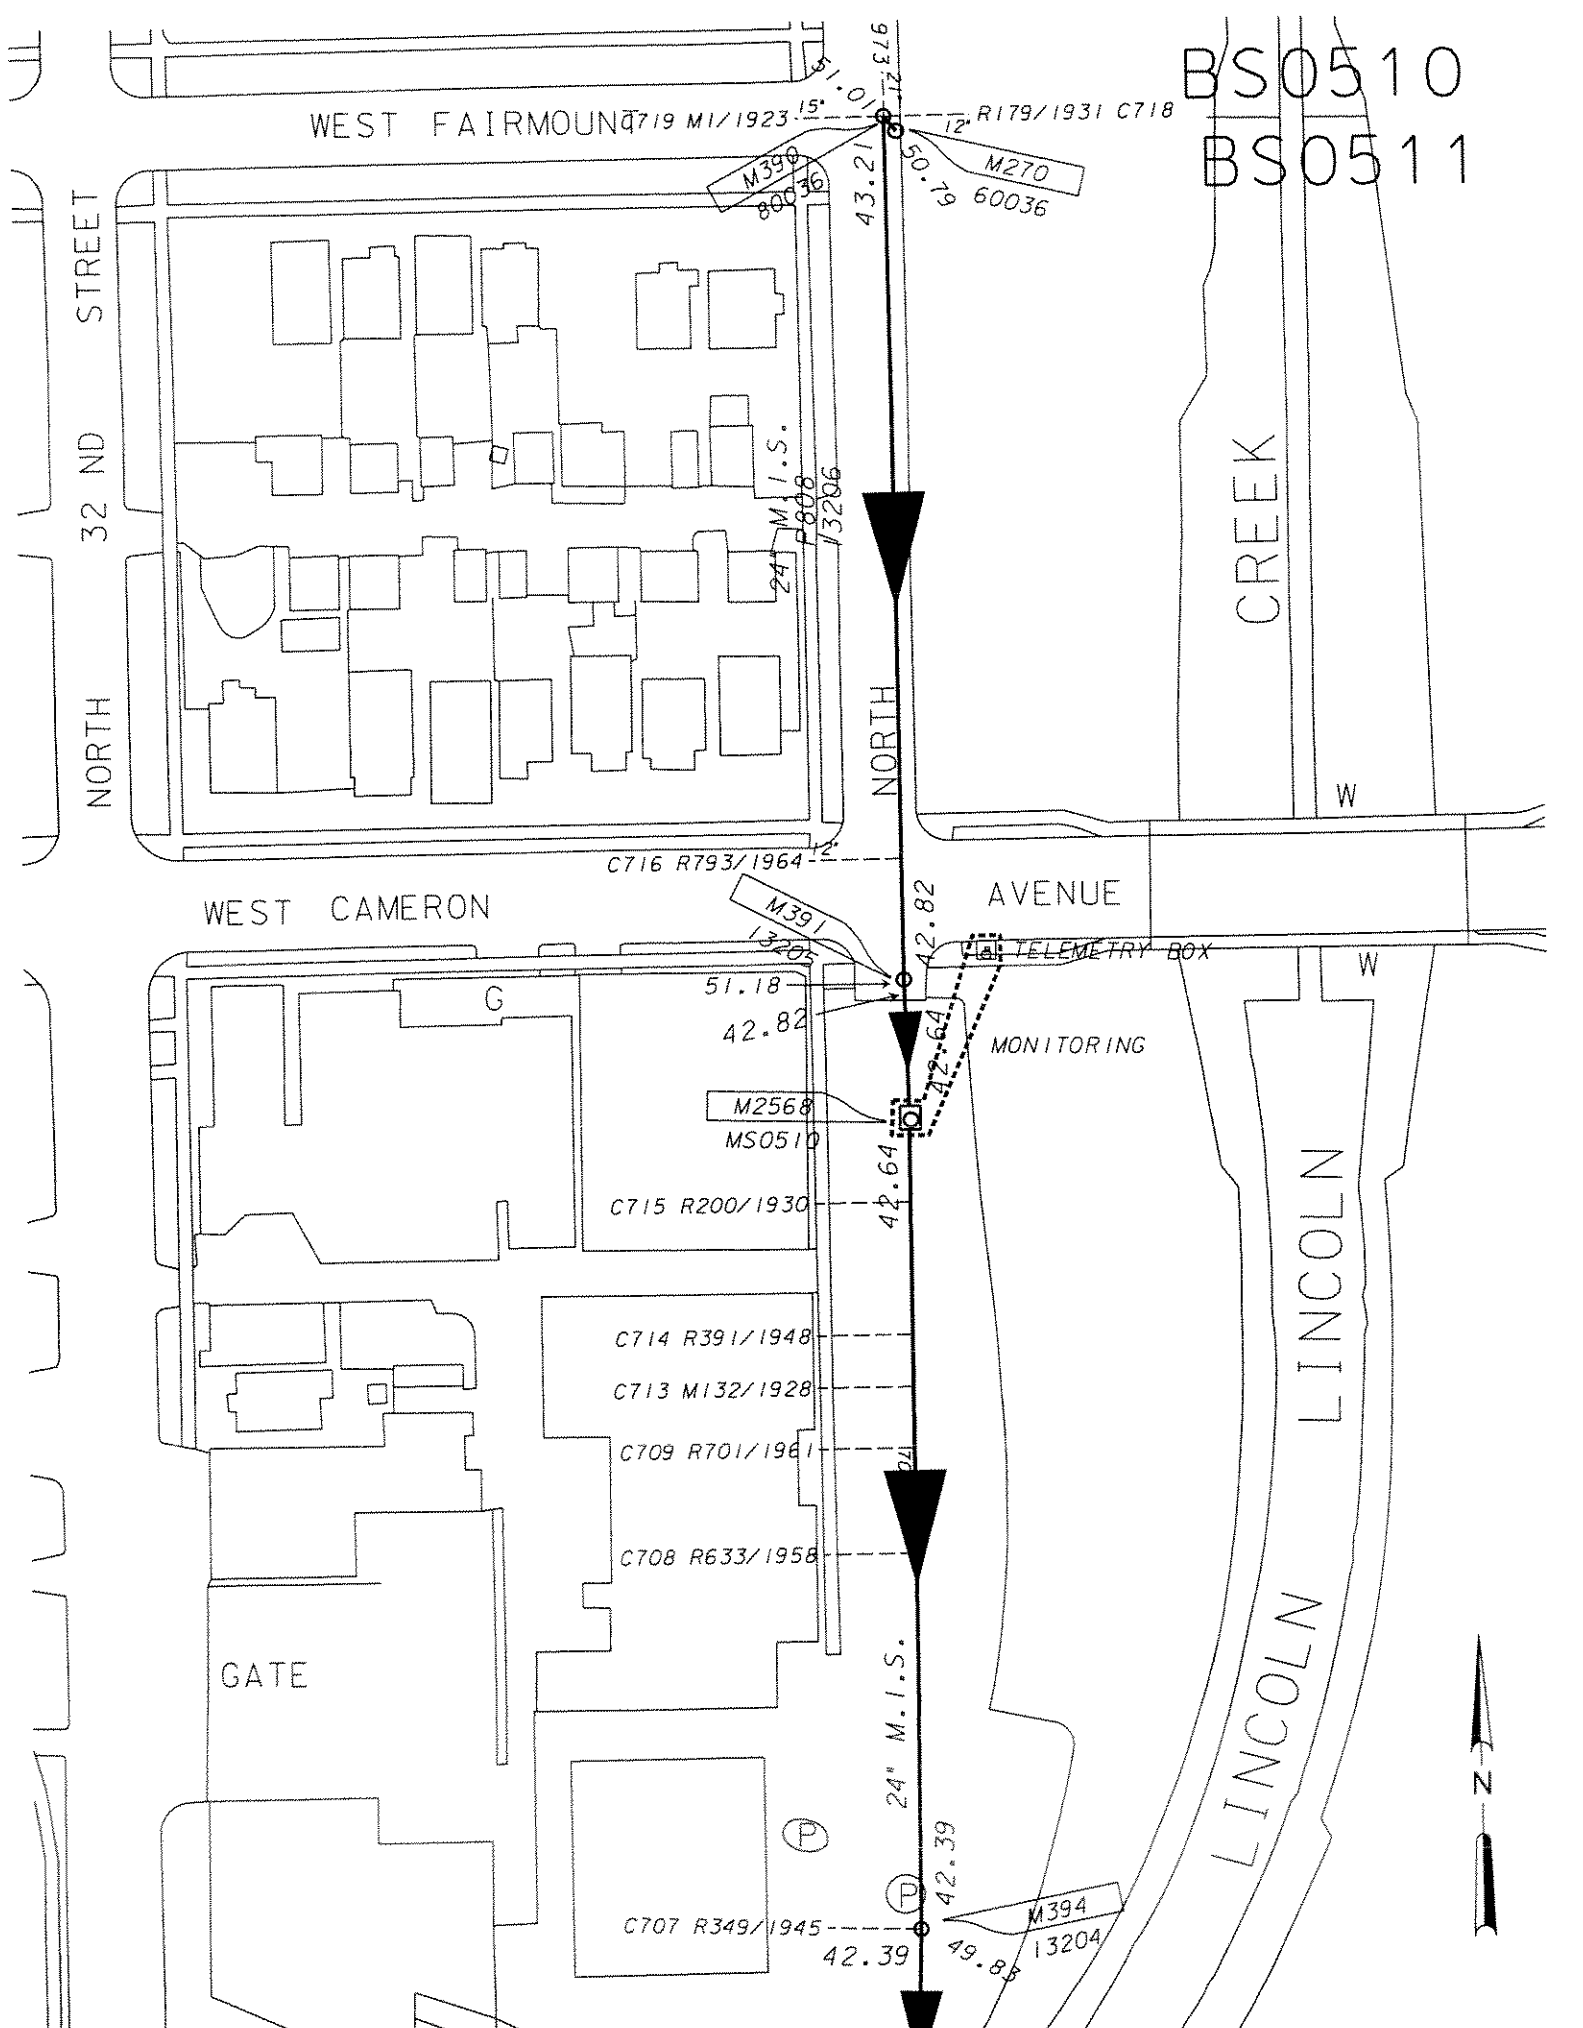 BS0510
BS0511
973
12"
51.01
WEST FAIRMOUNT
C719 M1/1923
15"
R179/1931 C718
12"
M390
80036
43.21
50.79
M270
60036
NORTH 32 ND STREET
CREEK
24" M.I.S.
P808
13206
NORTH
W
C716 R793/1964
12"
WEST CAMERON
AVENUE
M391
13205
42.82
TELEMETRY BOX
W
51.18
42.82
G
42.64
MONITORING
M2568
MS0510
42.64
C715 R200/1930
LINCOLN
C714 R391/1948
C713 M132/1928
C709 R701/1961
C708 R633/1958
GATE
LINCOLN
24" M.I.S.
N
P
P
42.39
M394
13204
C707 R349/1945
42.39
49.83